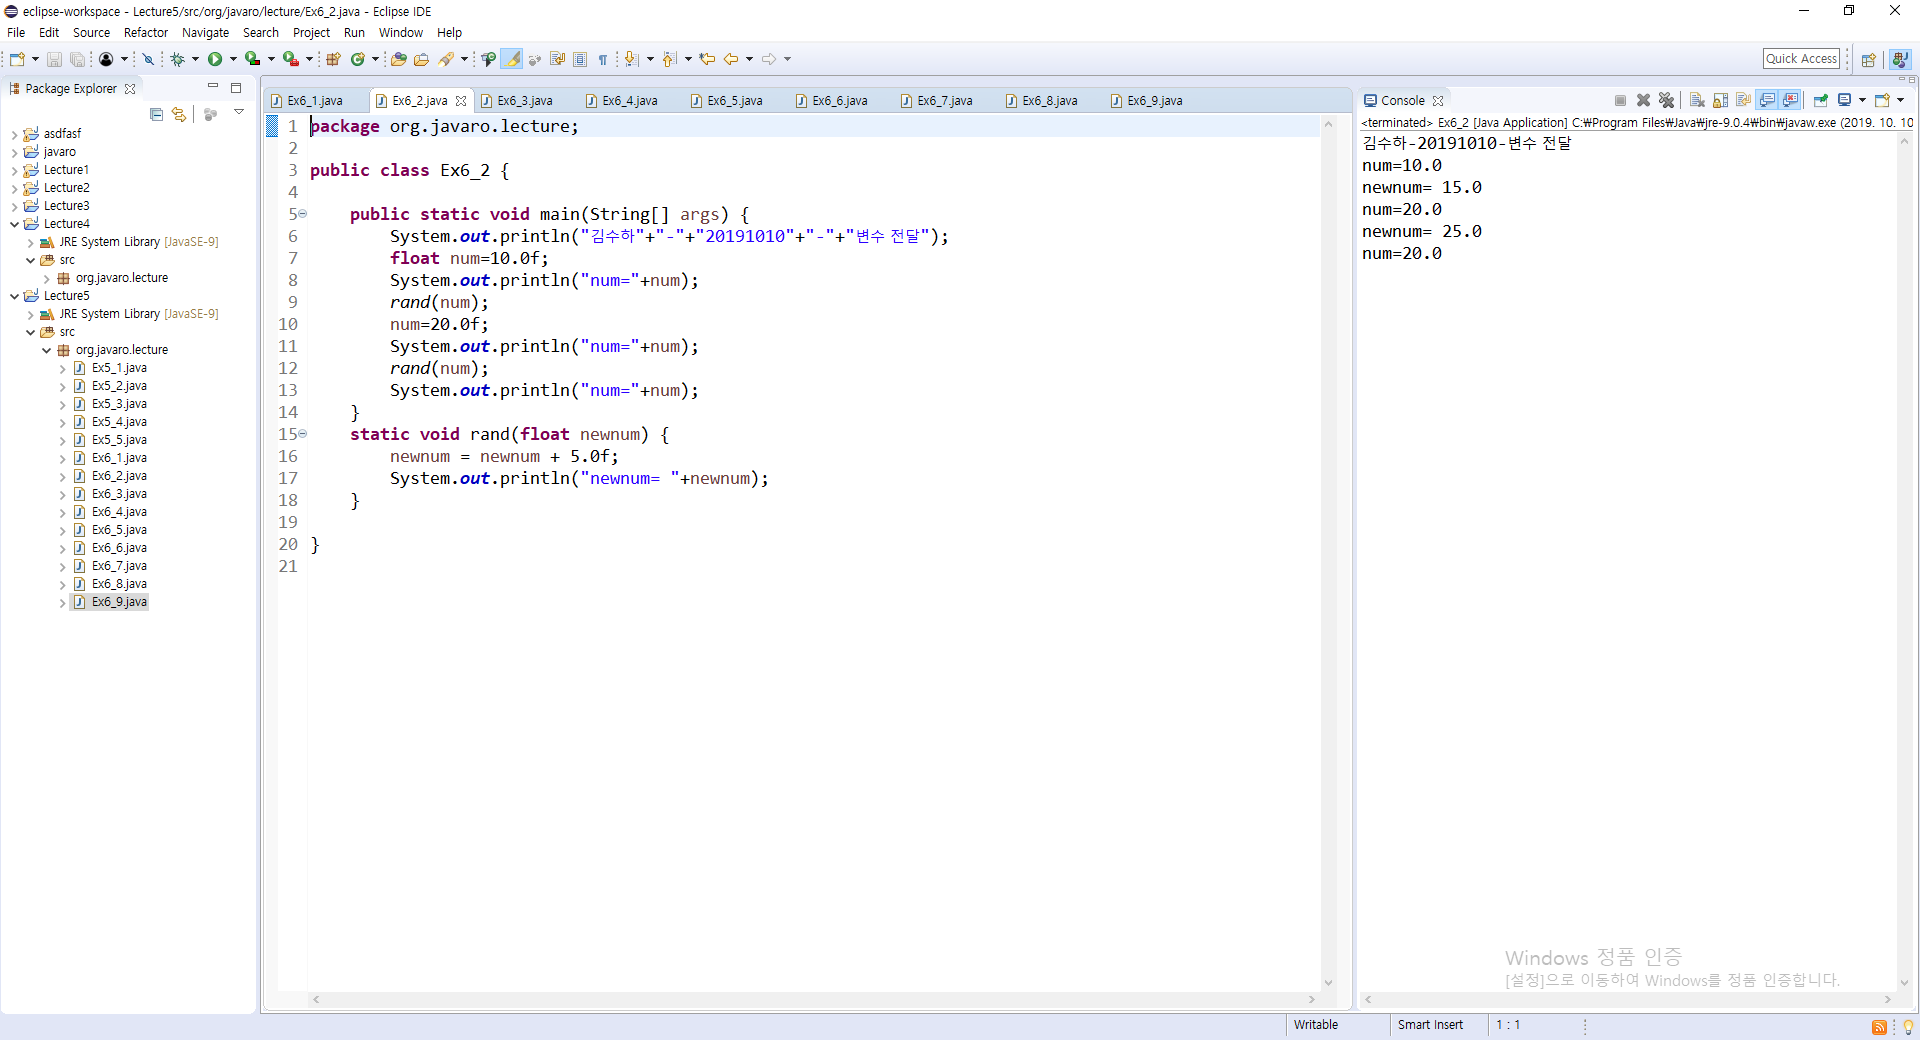 eclipse-workspace - Lecture5/src/org/javaro/lecture/Ex6_2.java - Eclipse IDE
File Edit Source Refactor Navigate Search Project Run Window Help
Quick Access
Package Explorer
asdfasf
javaro
Lecture1
Lecture2
Lecture3
Lecture4
JRE System Library [JavaSE-9]
src
org.javaro.lecture
Lecture5
JRE System Library [JavaSE-9]
src
org.javaro.lecture
Ex5_1.java
Ex5_2.java
Ex5_3.java
Ex5_4.java
Ex5_5.java
Ex6_1.java
Ex6_2.java
Ex6_3.java
Ex6_4.java
Ex6_5.java
Ex6_6.java
Ex6_7.java
Ex6_8.java
Ex6_9.java
Ex6_1.java Ex6_2.java Ex6_3.java Ex6_4.java Ex6_5.java Ex6_6.java Ex6_7.java Ex6_8.java Ex6_9.java
1 package org.javaro.lecture;
2
3 public class Ex6_2 {
4
5 public static void main(String[] args) {
6 System.out.println("김수하"+"-"+"20191010"+"-"+"변수 전달");
7 float num=10.0f;
8 System.out.println("num="+num);
9 rand(num);
10 num=20.0f;
11 System.out.println("num="+num);
12 rand(num);
13 System.out.println("num="+num);
14 }
15 static void rand(float newnum) {
16 newnum = newnum + 5.0f;
17 System.out.println("newnum= "+newnum);
18 }
19
20 }
21
Console
<terminated> Ex6_2 [Java Application] C:₩Program Files₩Java₩jre-9.0.4₩bin₩javaw.exe (2019. 10. 10
김수하-20191010-변수 전달
num=10.0
newnum= 15.0
num=20.0
newnum= 25.0
num=20.0
Windows 정품 인증
[설정]으로 이동하여 Windows를 정품 인증합니다.
Writable Smart Insert 1 : 1